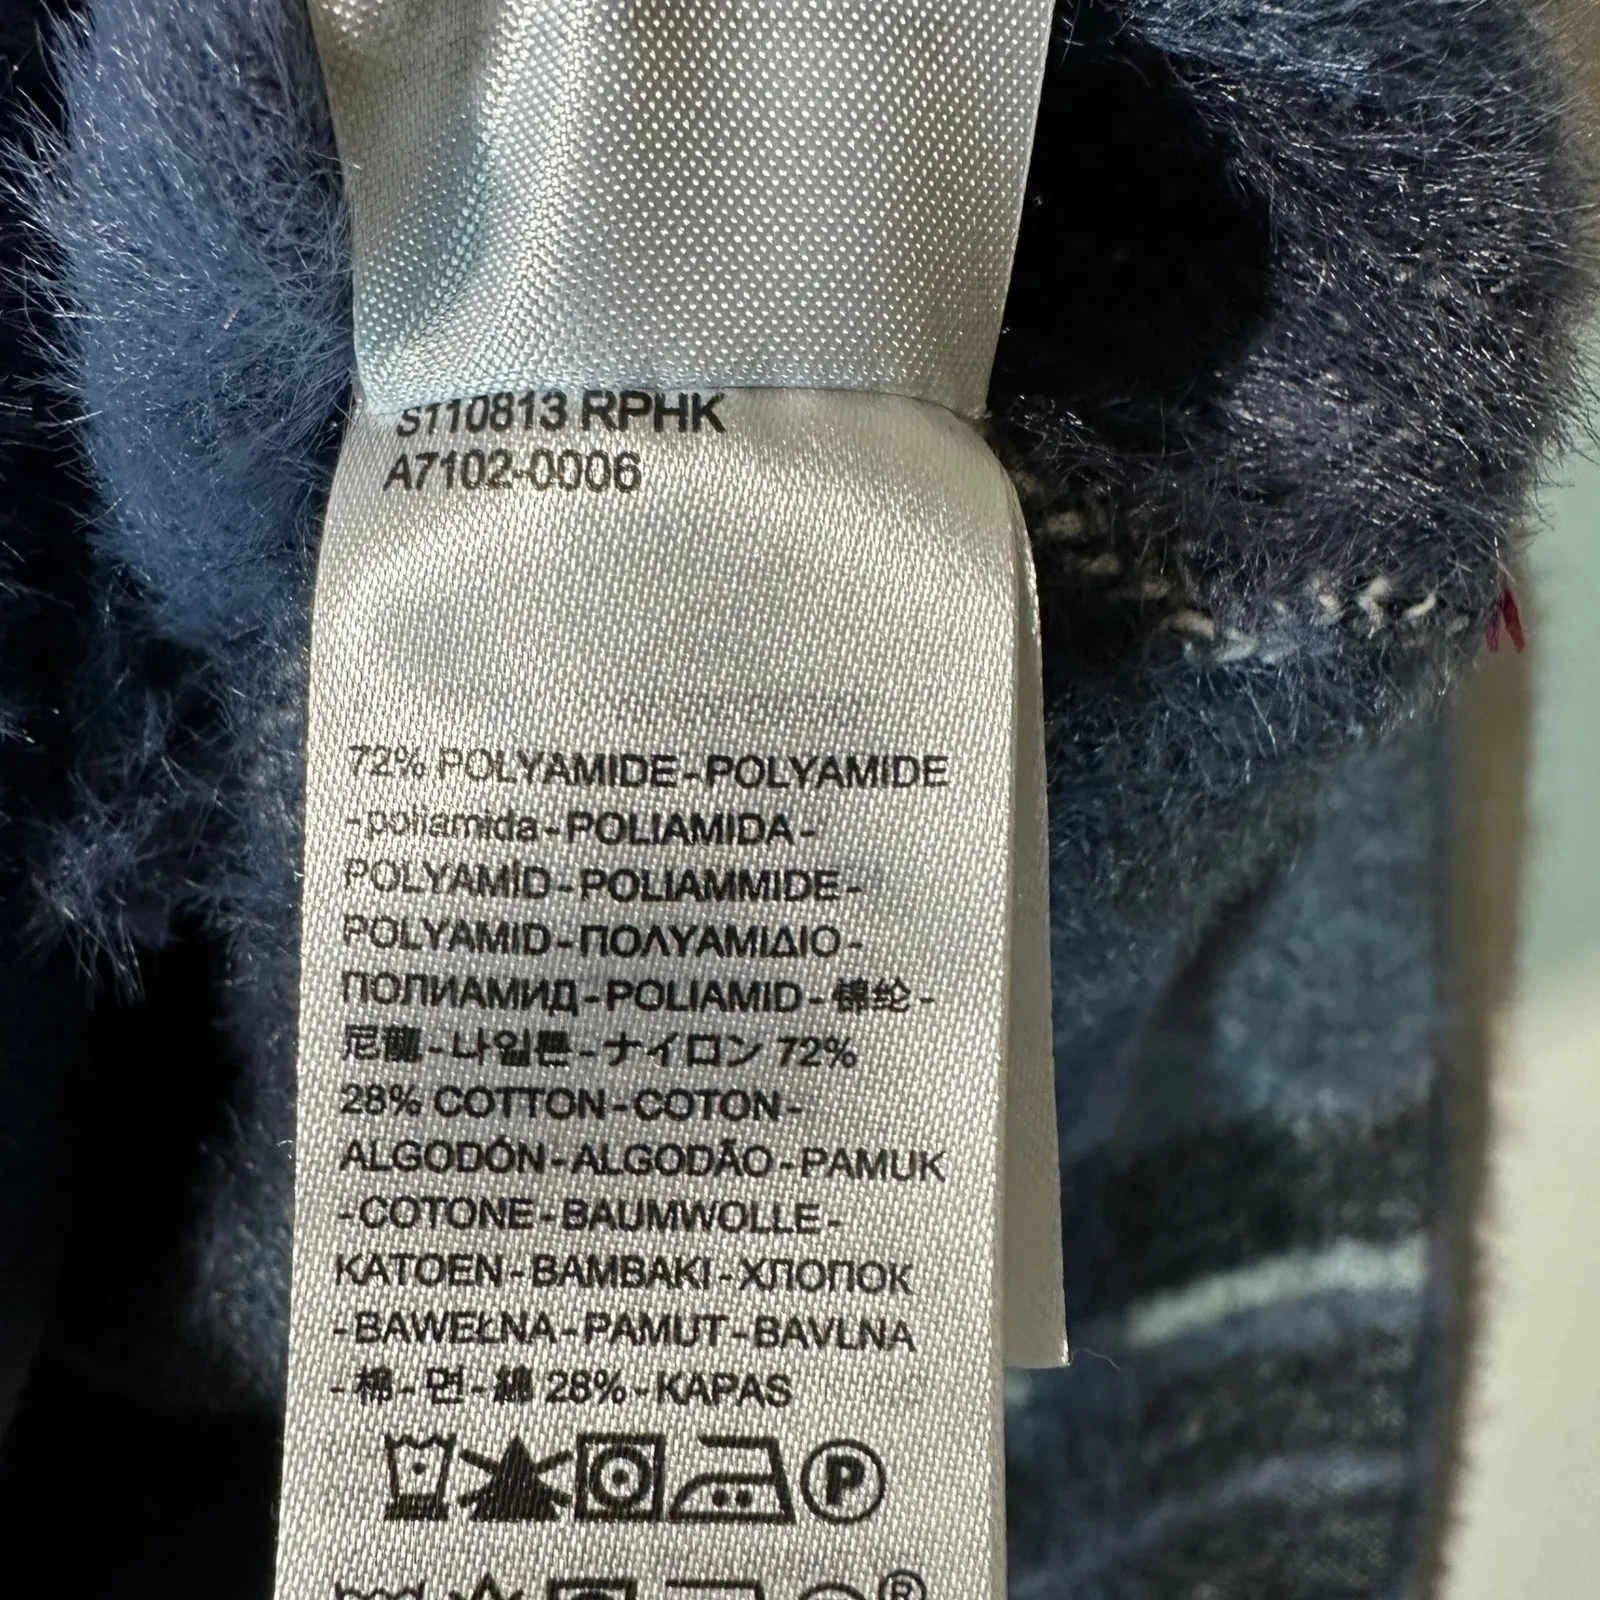 S110813 RPHK
A7102-0006
72% POLYAMIDE-POLYAMIDE
-poliamida-POLIAMIDA-
POLYAMÍD-POLIAMMIDE-
POLYAMID-ΠΟΛΥΑΜΙΔΙΟ-
ПОЛИАМИД-POLIAMID-锦纶-
尼龍-나일론-ナイロン 72%
28% COTTON-COTON-
ALGODÓN-ALGODÃO-PAMUK
-COTONE-BAUMWOLLE-
KATOEN-BAMBAKI-ХЛОПОК
-BAWEŁNA-PAMUT-BAVLNA
-棉-면-綿 28%-KAPAS
P
®